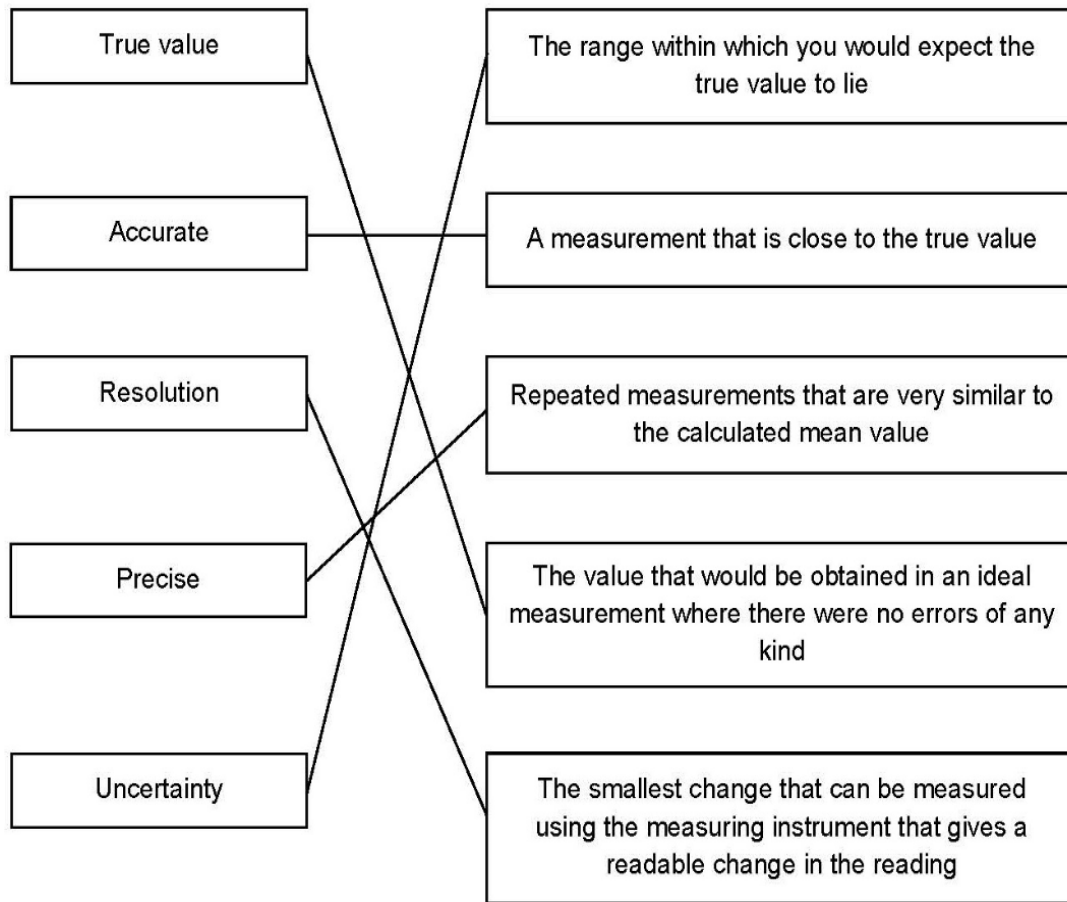 True value
The range within which you would expect the
true value to lie
Accurate
A measurement that is close to the true value
Resolution
Repeated measurements that are very similar to
the calculated mean value
Precise
The value that would be obtained in an ideal
measurement where there were no errors of any
kind
Uncertainty
The smallest change that can be measured
using the measuring instrument that gives a
readable change in the reading